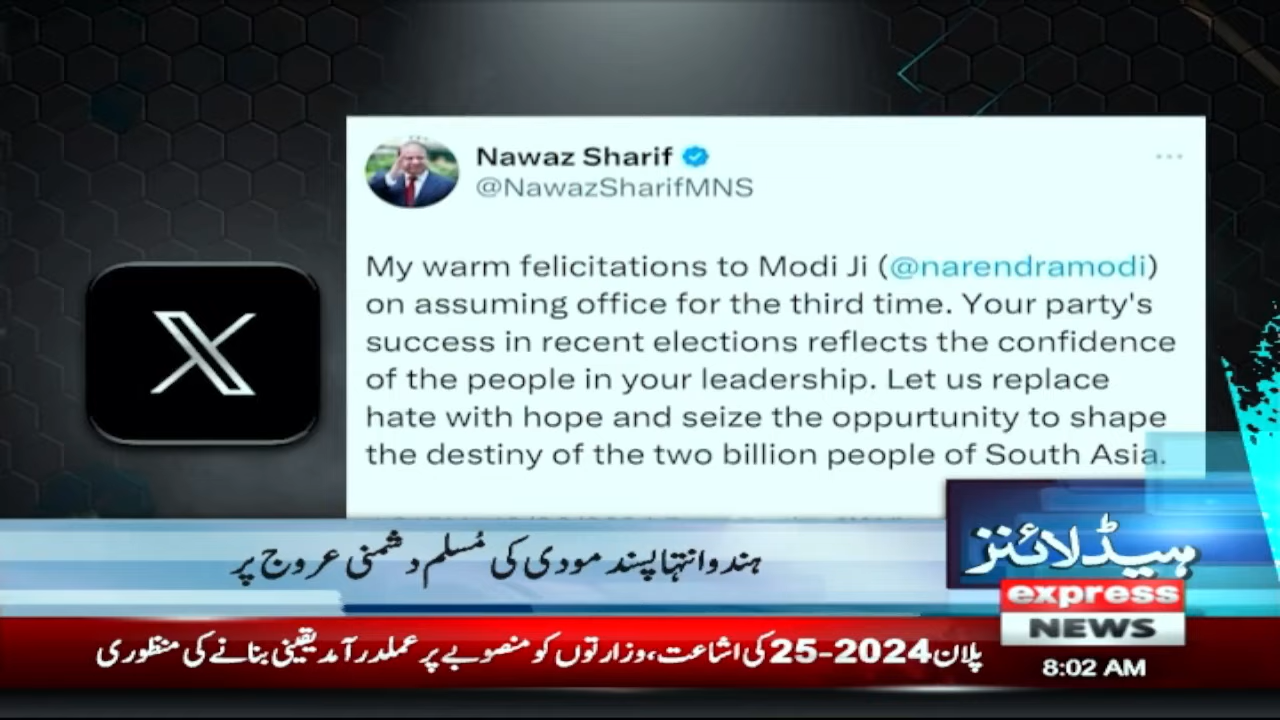 Nawaz Sharif
@NawazSharifMNS
My warm felicitations to Modi Ji (@narendramodi)
on assuming office for the third time. Your party's
success in recent elections reflects the confidence
of the people in your leadership. Let us replace
hate with hope and seize the oppurtunity to shape
the destiny of the two billion people of South Asia.
ہندو انتہا پسند مودی کی مُسلم دشمنی عروج پر
ہیڈلائنز
express
NEWS
پلان 2024-25 کی اشاعت، وزارتوں کو منصوبے پر عملدرآمد یقینی بنانے کی منظوری
8:02 AM